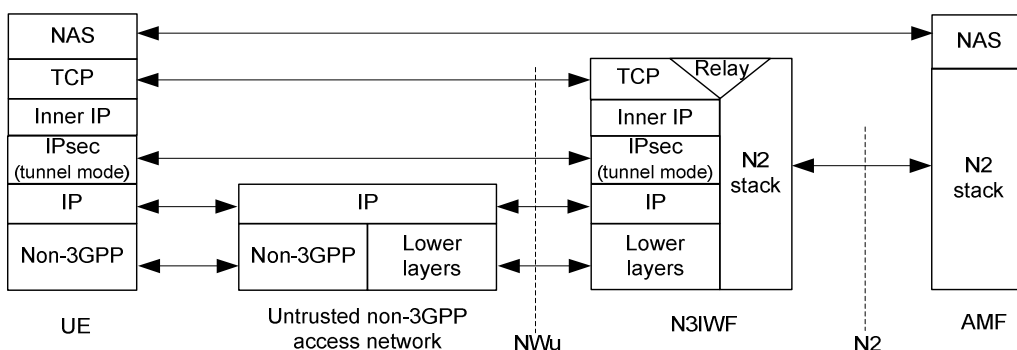 NAS
TCP
Inner IP
IPsec
(tunnel mode)
IP
Non-3GPP
UE
IP
Non-3GPP
Lower
layers
Untrusted non-3GPP
access network
NWu
TCP
Relay
Inner IP
IPsec
(tunnel mode)
IP
Lower
layers
N2
stack
N3IWF
N2
NAS
N2
stack
AMF